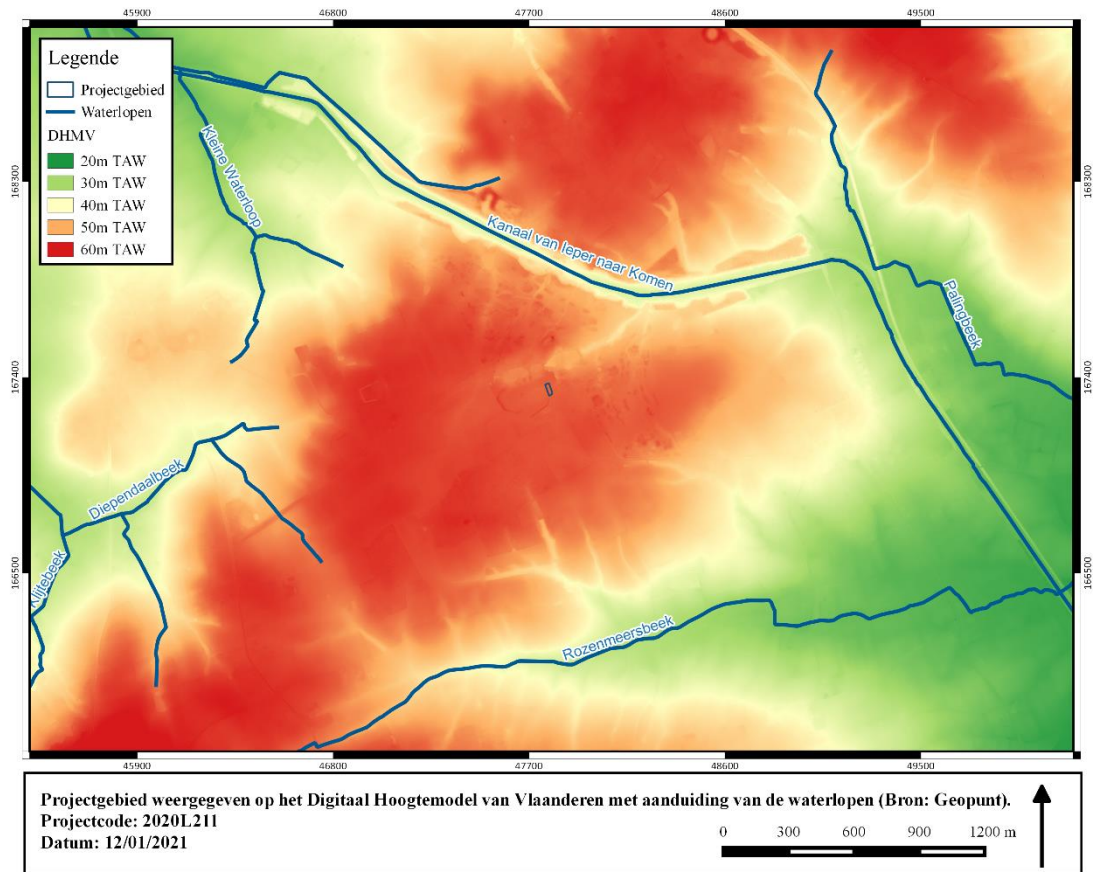 45900 46800 47700 48600 49500
Legende
Projectgebied
Waterlopen
DHMV
20m TAW
30m TAW
40m TAW
50m TAW
60m TAW
Kleine Waterloop
Kanaal van Ieper naar Komen
Palingbeek
Diependaalbeek
Klijtebeek
Rozenmeersbeek
168300
167400
166500
168300
167400
166500
45900 46800 47700 48600 49500
Projectgebied weergegeven op het Digitaal Hoogtemodel van Vlaanderen met aanduiding van de waterlopen (Bron: Geopunt).
Projectcode: 2020L211
Datum: 12/01/2021
0 300 600 900 1200 m